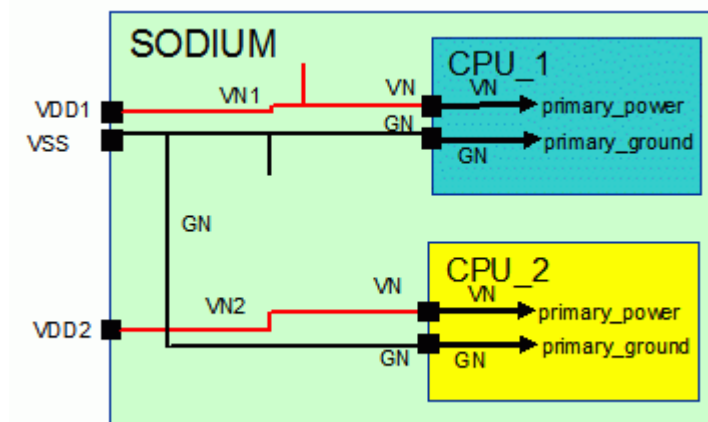 SODIUM
CPU_1
VDD1
VN1
VN
VN
primary_power
VSS
GN
GN
primary_ground
GN
CPU_2
VDD2
VN2
VN
VN
primary_power
GN
GN
primary_ground